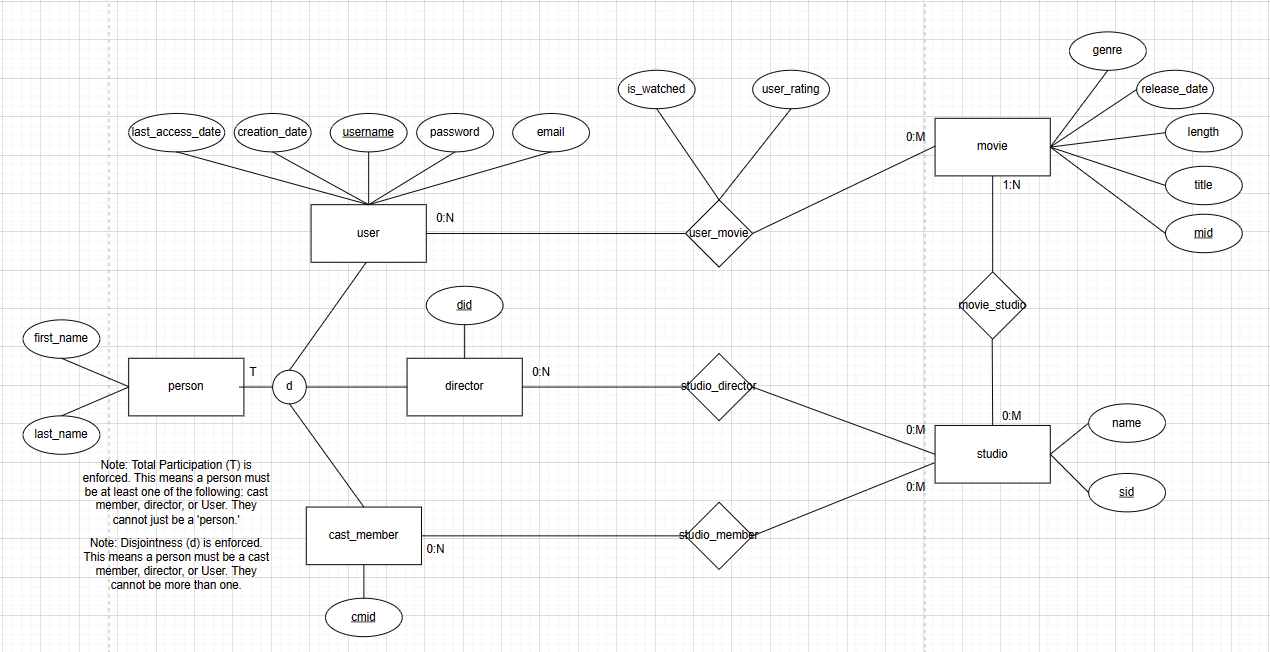 genre
is_watched
user_rating
release_date
last_access_date
creation_date
username
password
email
0:M
movie
length
1:N
title
0:N
user
user_movie
mid
did
movie_studio
first_name
person
T
d
director
0:N
studio_director
last_name
0:M
0:M
name
studio
Note: Total Participation (T) is
enforced. This means a person must
be at least one of the following: cast
member, director, or User. They
cannot just be a 'person.'
0:M
sid
Note: Disjointness (d) is enforced.
This means a person must be a cast
member, director, or User. They
cannot be more than one.
cast_member
0:N
studio_member
cmid